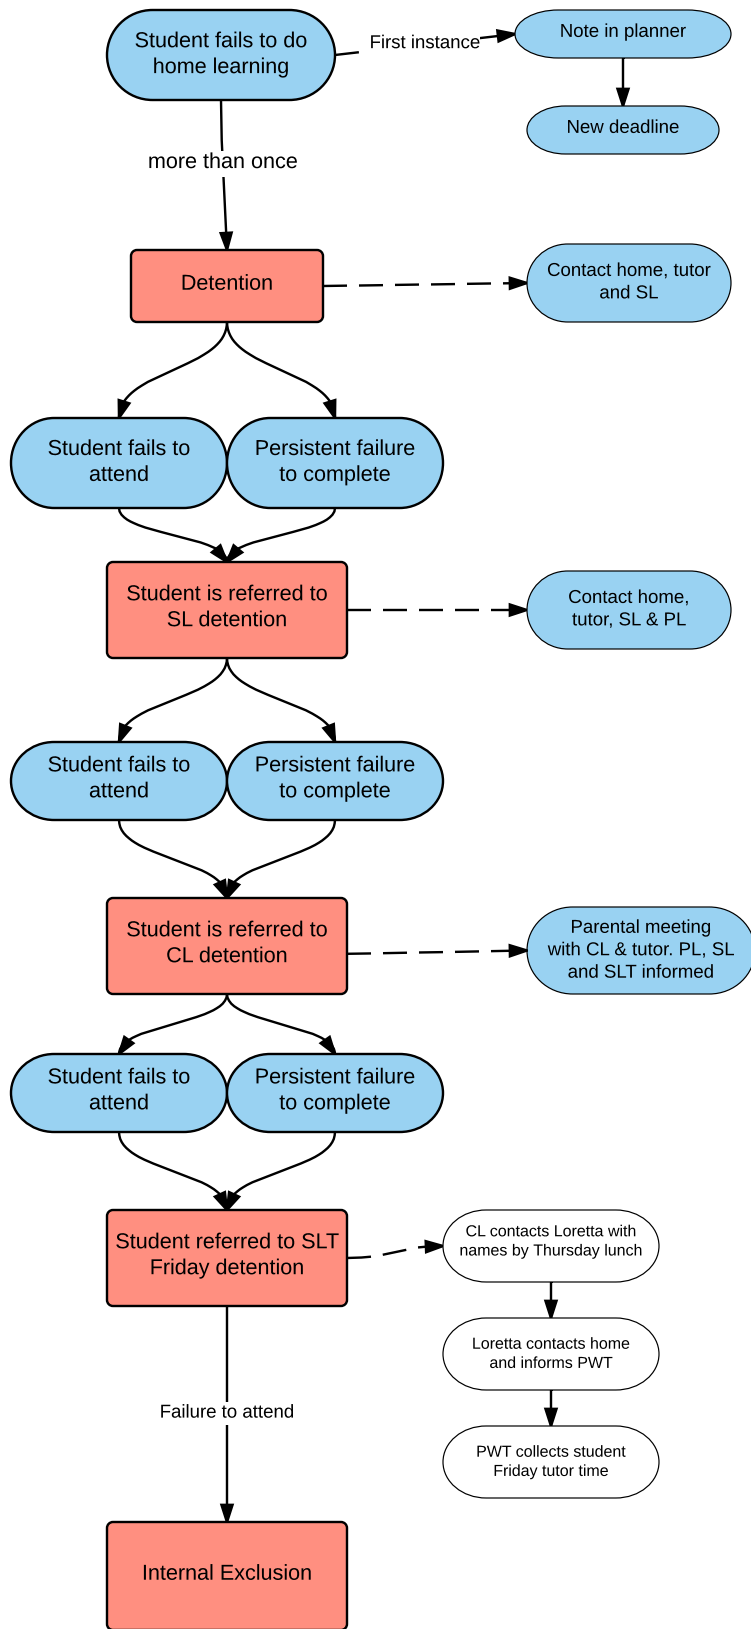 Student fails to do
home learning
First instance
Note in planner
New deadline
more than once
Detention
Contact home, tutor
and SL
Student fails to
attend
Persistent failure
to complete
Student is referred to
SL detention
Contact home,
tutor, SL & PL
Student fails to
attend
Persistent failure
to complete
Student is referred to
CL detention
Parental meeting
with CL & tutor. PL, SL
and SLT informed
Student fails to
attend
Persistent failure
to complete
Student referred to SLT
Friday detention
CL contacts Loretta with
names by Thursday lunch
Loretta contacts home
and informs PWT
PWT collects student
Friday tutor time
Failure to attend
Internal Exclusion